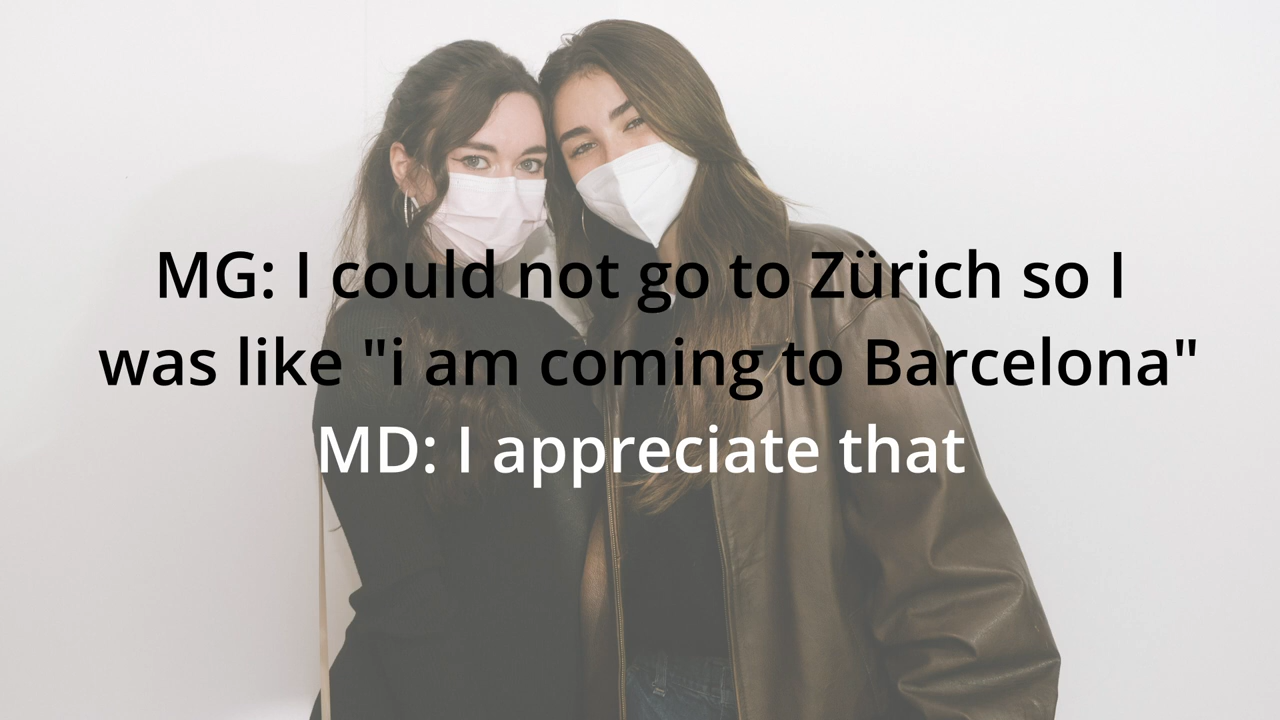 MG: I could not go to Zürich so I
was like "i am coming to Barcelona"
MD: I appreciate that